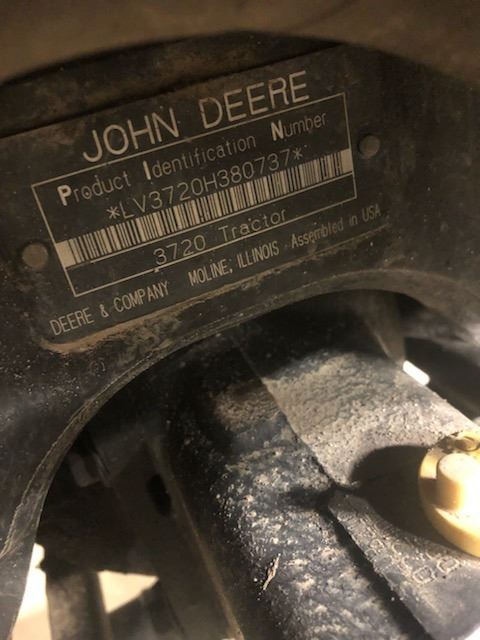 JOHN DEERE
Product Identification Number
*LV3720H380737*
3720 Tractor
DEERE & COMPANY MOLINE, ILLINOIS Assembled in USA